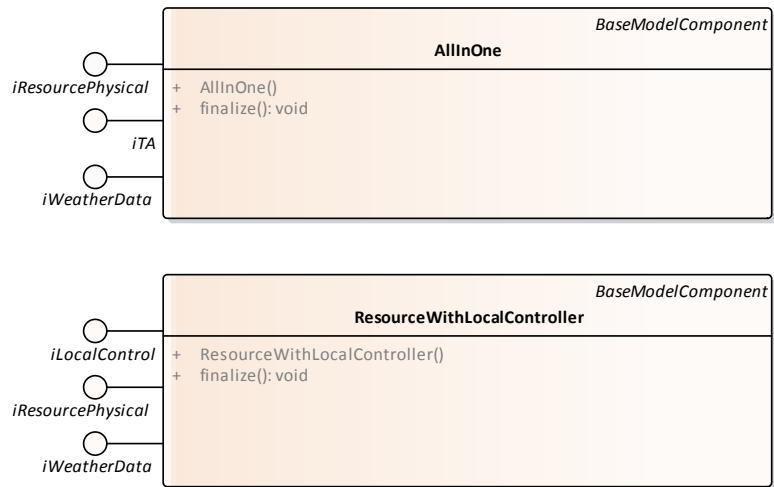 BaseModelComponent
AllInOne
iResourcePhysical
+ AllInOne()
+ finalize(): void
iTA
iWeatherData
BaseModelComponent
ResourceWithLocalController
iLocalControl
+ ResourceWithLocalController()
+ finalize(): void
iResourcePhysical
iWeatherData